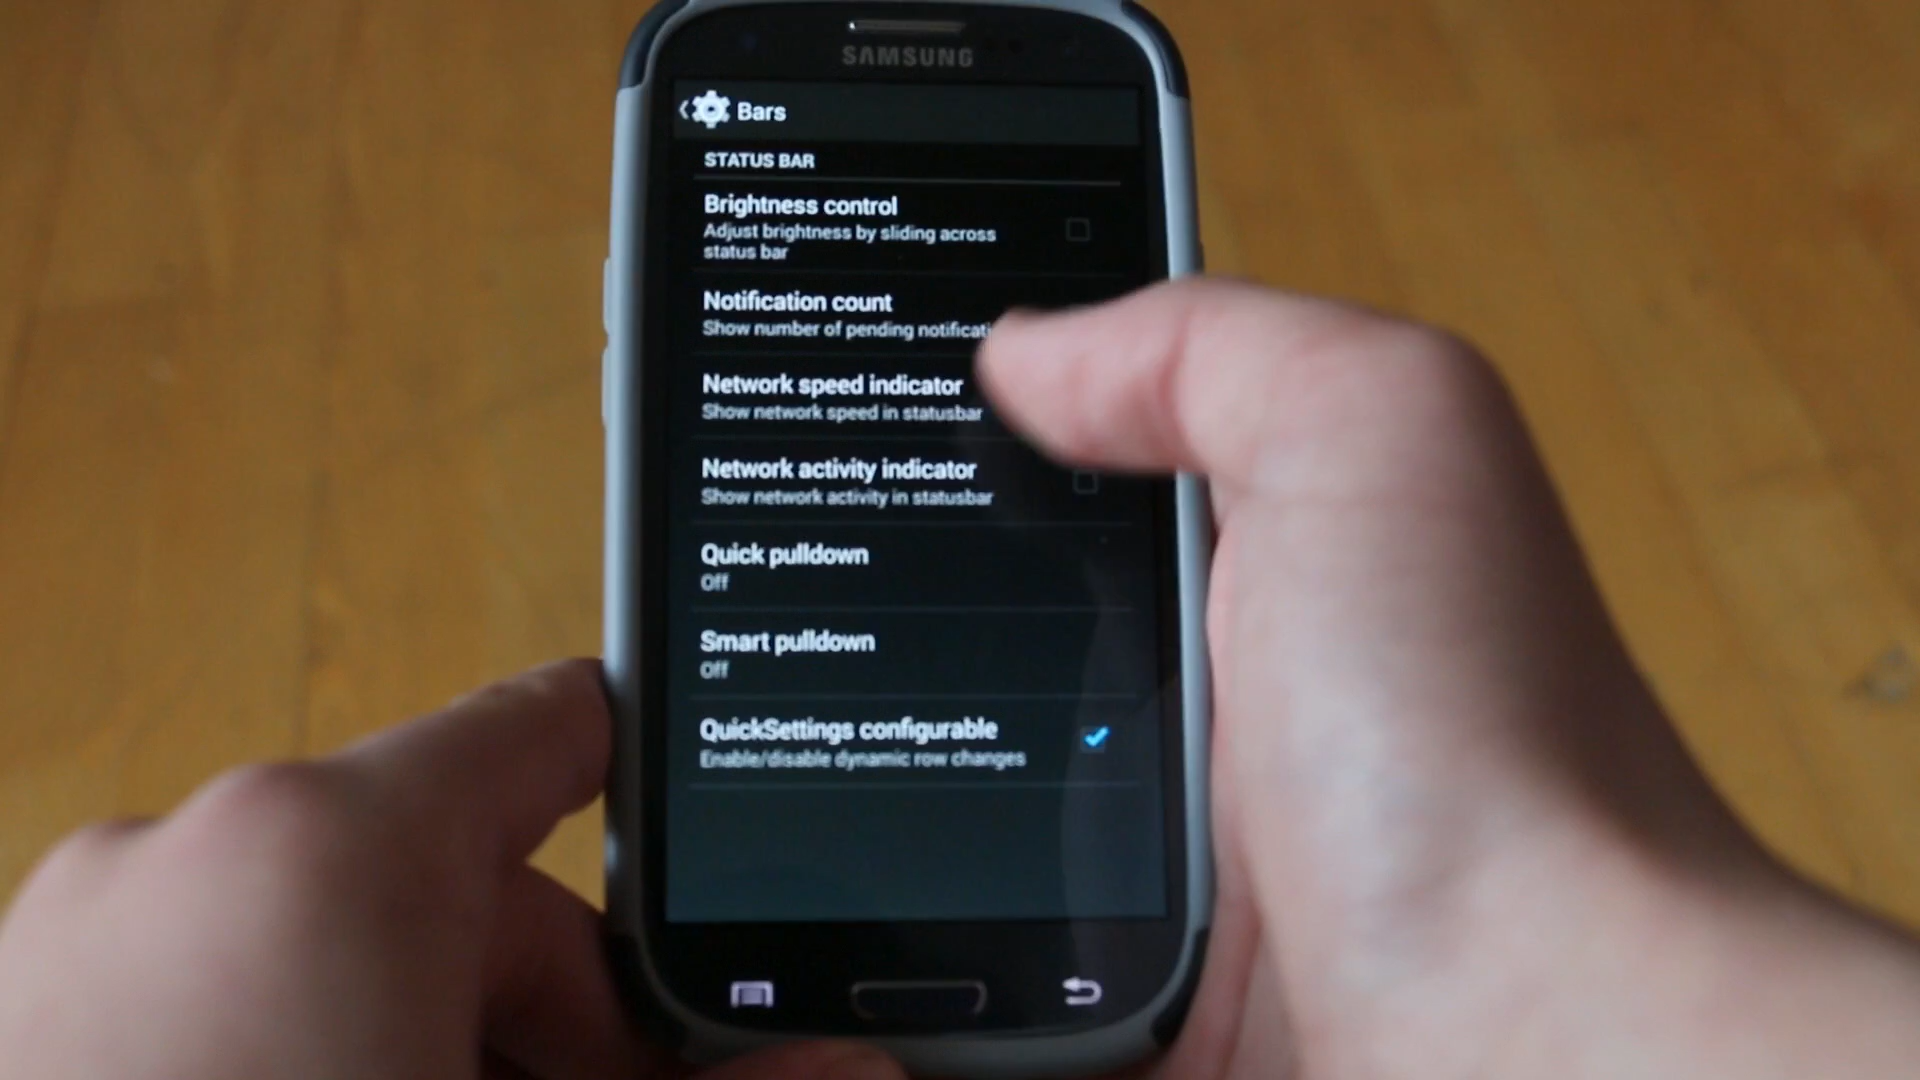 SAMSUNG
Bars
STATUS BAR
Brightness control
Adjust brightness by sliding across
status bar
Notification count
Show number of pending
Network speed indicator
Show network speed in statusbar
Network activity indicator
Show network activity in statusbar
Quick pulldown
Off
Smart pulldown
Off
QuickSettings configurable
Enable/disable dynamic row changes